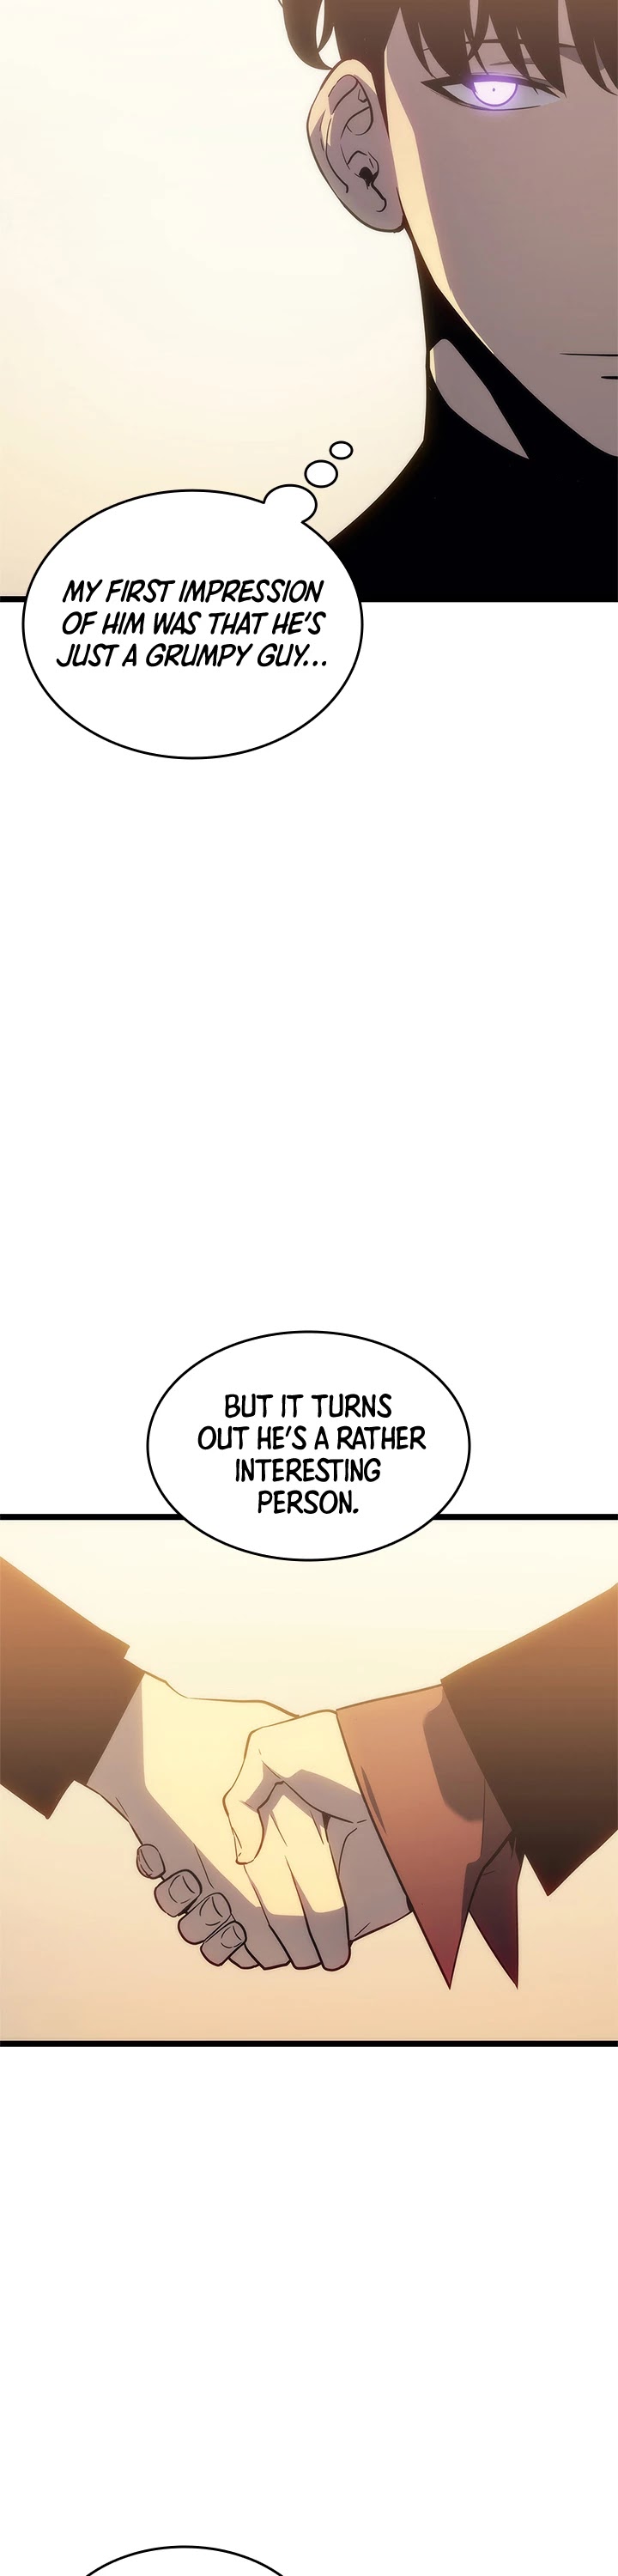 MY FIRST IMPRESSION
OF HIM WAS THAT HE'S
JUST A GRUMPY GUY...
BUT IT TURNS
OUT HE'S A RATHER
INTERESTING
PERSON.